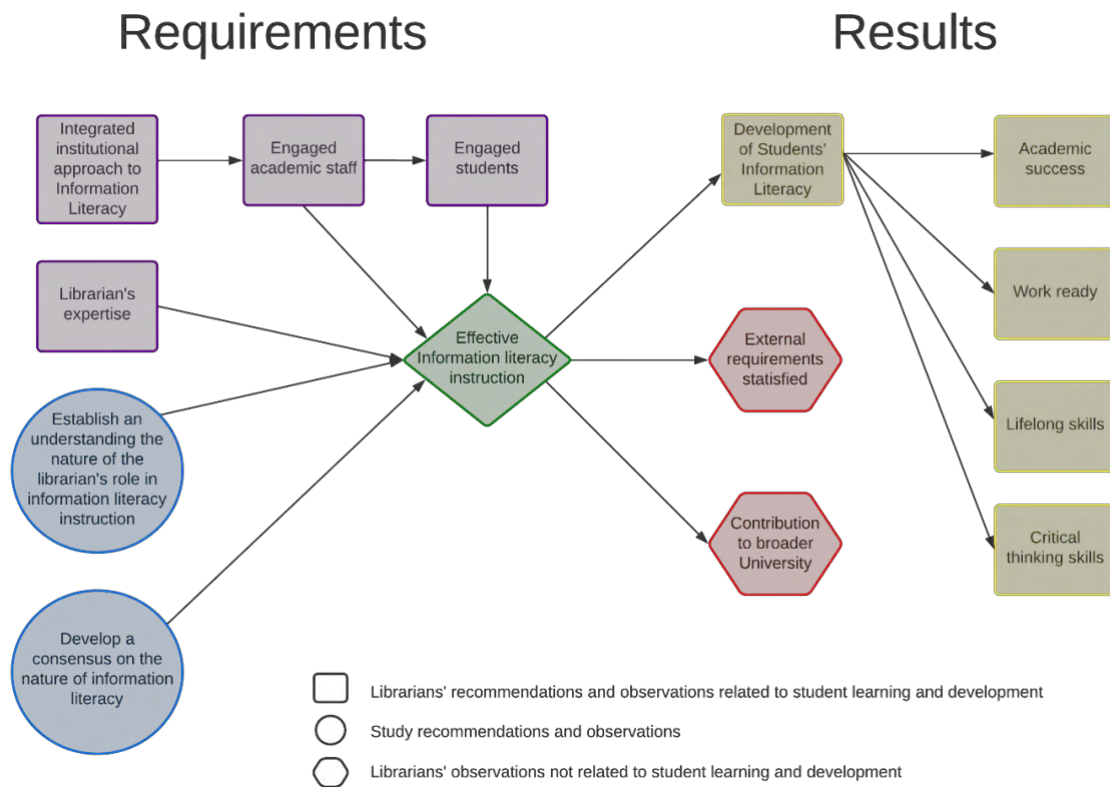 Requirements
Results
Integrated
institutional
approach to
Information
Literacy
Engaged
academic staff
Engaged
students
Development
of Students'
Information
Literacy
Academic
success
Librarian's
expertise
Work ready
Effective
Information literacy
instruction
External
requirements
statisfied
Establish an
understanding the
nature of the
librarian's role in
information literacy
instruction
Lifelong skills
Contribution
to broader
University
Critical
thinking skills
Develop a
consensus on the
nature of information
literacy
Librarians' recommendations and observations related to student learning and development
Study recommendations and observations
Librarians' observations not related to student learning and development